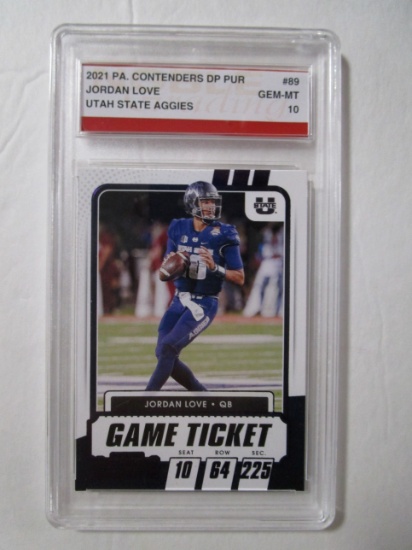 2021 PA. CONTENDERS DP PUR #89
JORDAN LOVE GEM-MT
UTAH STATE AGGIES 10
U
STATE
JORDAN LOVE • QB
GAME TICKET
SEAT ROW SEC.
10 64 225